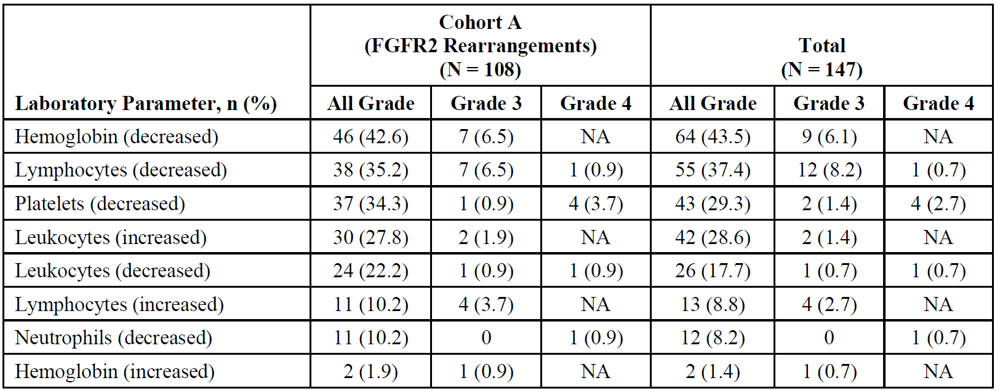 Cohort A
(FGFR2 Rearrangements)
(N = 108)
Total
(N = 147)
Laboratory Parameter, n (%) All Grade Grade 3 Grade 4 All Grade Grade 3 Grade 4
Hemoglobin (decreased) 46 (42.6) 7 (6.5) NA 64 (43.5) 9 (6.1) NA
Lymphocytes (decreased) 38 (35.2) 7 (6.5) 1 (0.9) 55 (37.4) 12 (8.2) 1 (0.7)
Platelets (decreased) 37 (34.3) 1 (0.9) 4 (3.7) 43 (29.3) 2 (1.4) 4 (2.7)
Leukocytes (increased) 30 (27.8) 2 (1.9) NA 42 (28.6) 2 (1.4) NA
Leukocytes (decreased) 24 (22.2) 1 (0.9) 1 (0.9) 26 (17.7) 1 (0.7) 1 (0.7)
Lymphocytes (increased) 11 (10.2) 4 (3.7) NA 13 (8.8) 4 (2.7) NA
Neutrophils (decreased) 11 (10.2) 0 1 (0.9) 12 (8.2) 0 1 (0.7)
Hemoglobin (increased) 2 (1.9) 1 (0.9) NA 2 (1.4) 1 (0.7) NA